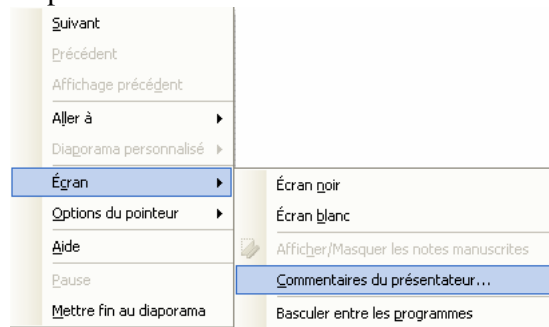 Suivant
Précédent
Affichage précédent
Aller à
Diaporama personnalisé
Écran
Options du pointeur
Aide
Pause
Mettre fin au diaporama
Écran noir
Écran blanc
Afficher/Masquer les notes manuscrites
Commentaires du présentateur...
Basculer entre les programmes